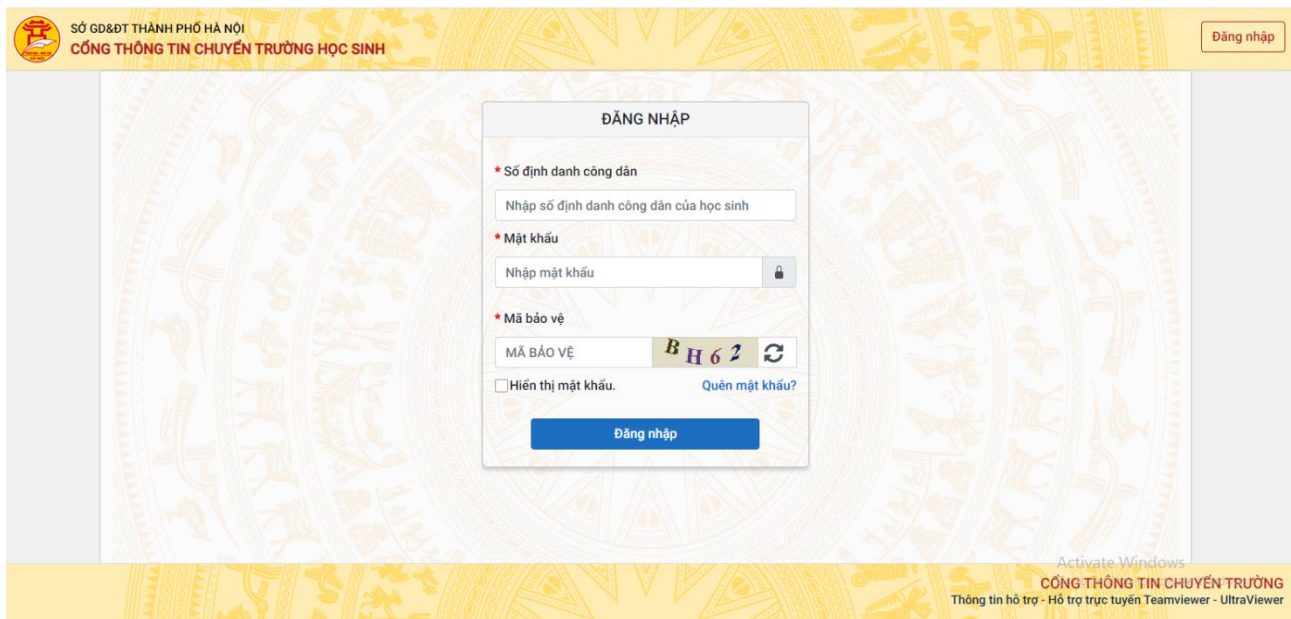 SỞ GD&ĐT THÀNH PHỐ HÀ NỘI
CỔNG THÔNG TIN CHUYỂN TRƯỜNG HỌC SINH
Đăng nhập
ĐĂNG NHẬP
* Số định danh công dân
Nhập số định danh công dân của học sinh
* Mật khẩu
Nhập mật khẩu
* Mã bảo vệ
MÃ BẢO VỆ
BH62
Hiển thị mật khẩu.
Quên mật khẩu?
Đăng nhập
Activate Windows
CỔNG THÔNG TIN CHUYỂN TRƯỜNG
Thông tin hỗ trợ - Hỗ trợ trực tuyến Teamviewer - UltraViewer